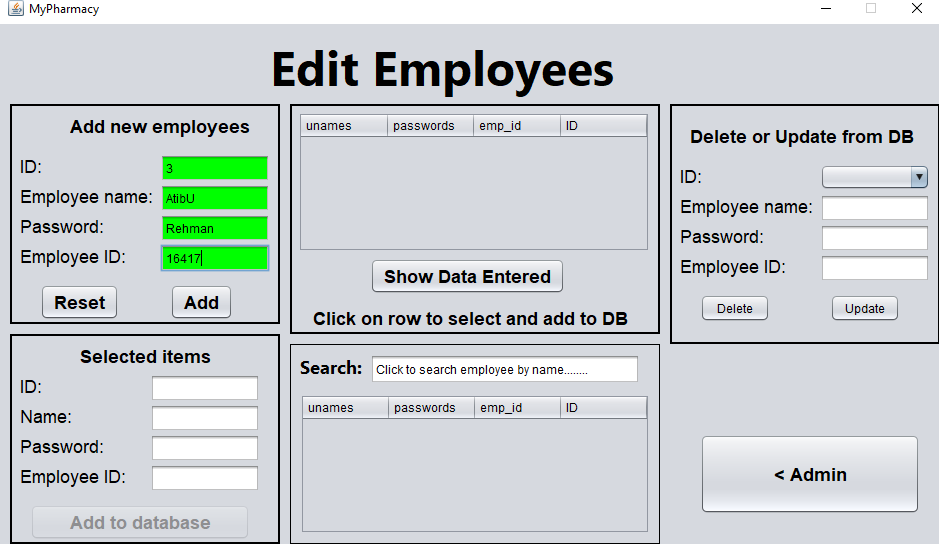 MyPharmacy
Edit Employees
Add new employees
ID:
3
Employee name:
AtibU
Password:
Rehman
Employee ID:
16417
Reset
Add
unames passwords emp_id ID
Show Data Entered
Click on row to select and add to DB
Delete or Update from DB
ID:
Employee name:
Password:
Employee ID:
Delete
Update
Selected items
ID:
Name:
Password:
Employee ID:
Add to database
Search:
Click to search employee by name........
unames passwords emp_id ID
< Admin